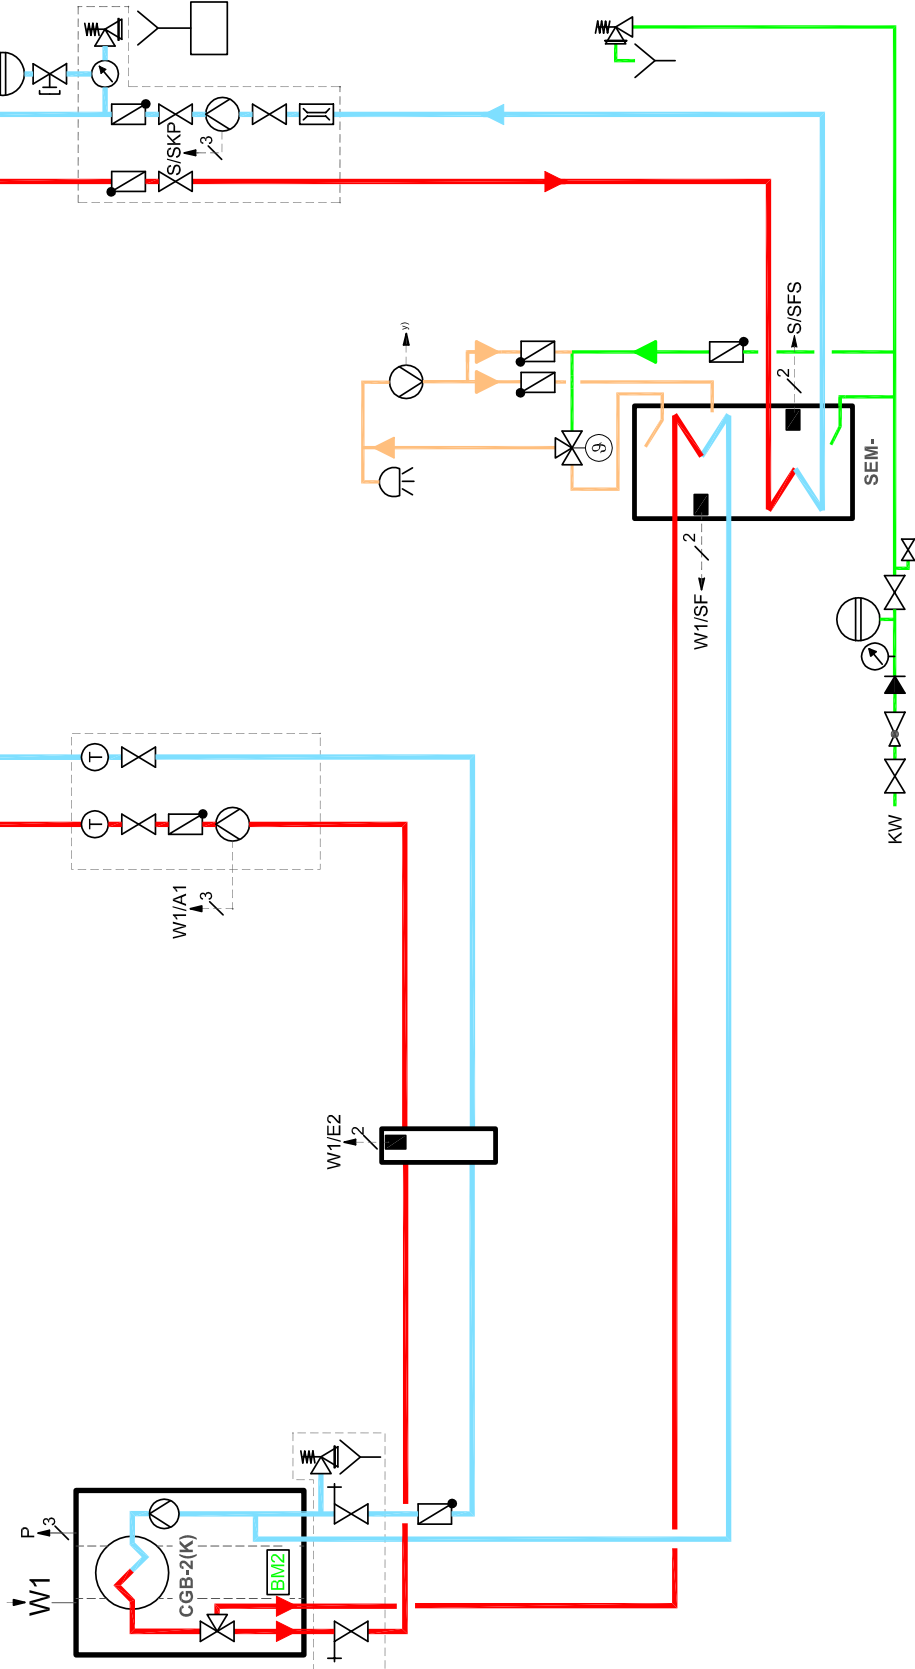 3
S/SKP
y)
S/SFS
2
ϑ
SEM-
2
W1/SF
T
T
KW
3
W1/A1
W1/E2
2
P
3
W1
CGB-2(K)
BM2